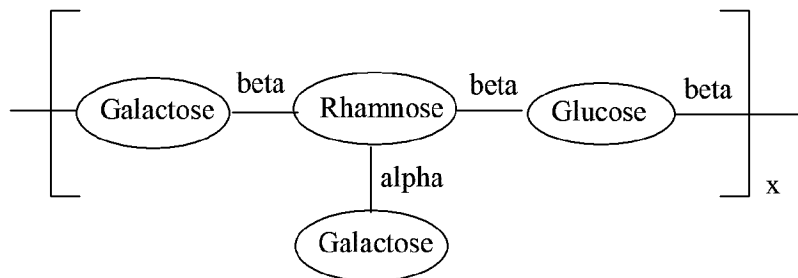 beta beta beta
Galactose Rhamnose Glucose
x
alpha
Galactose